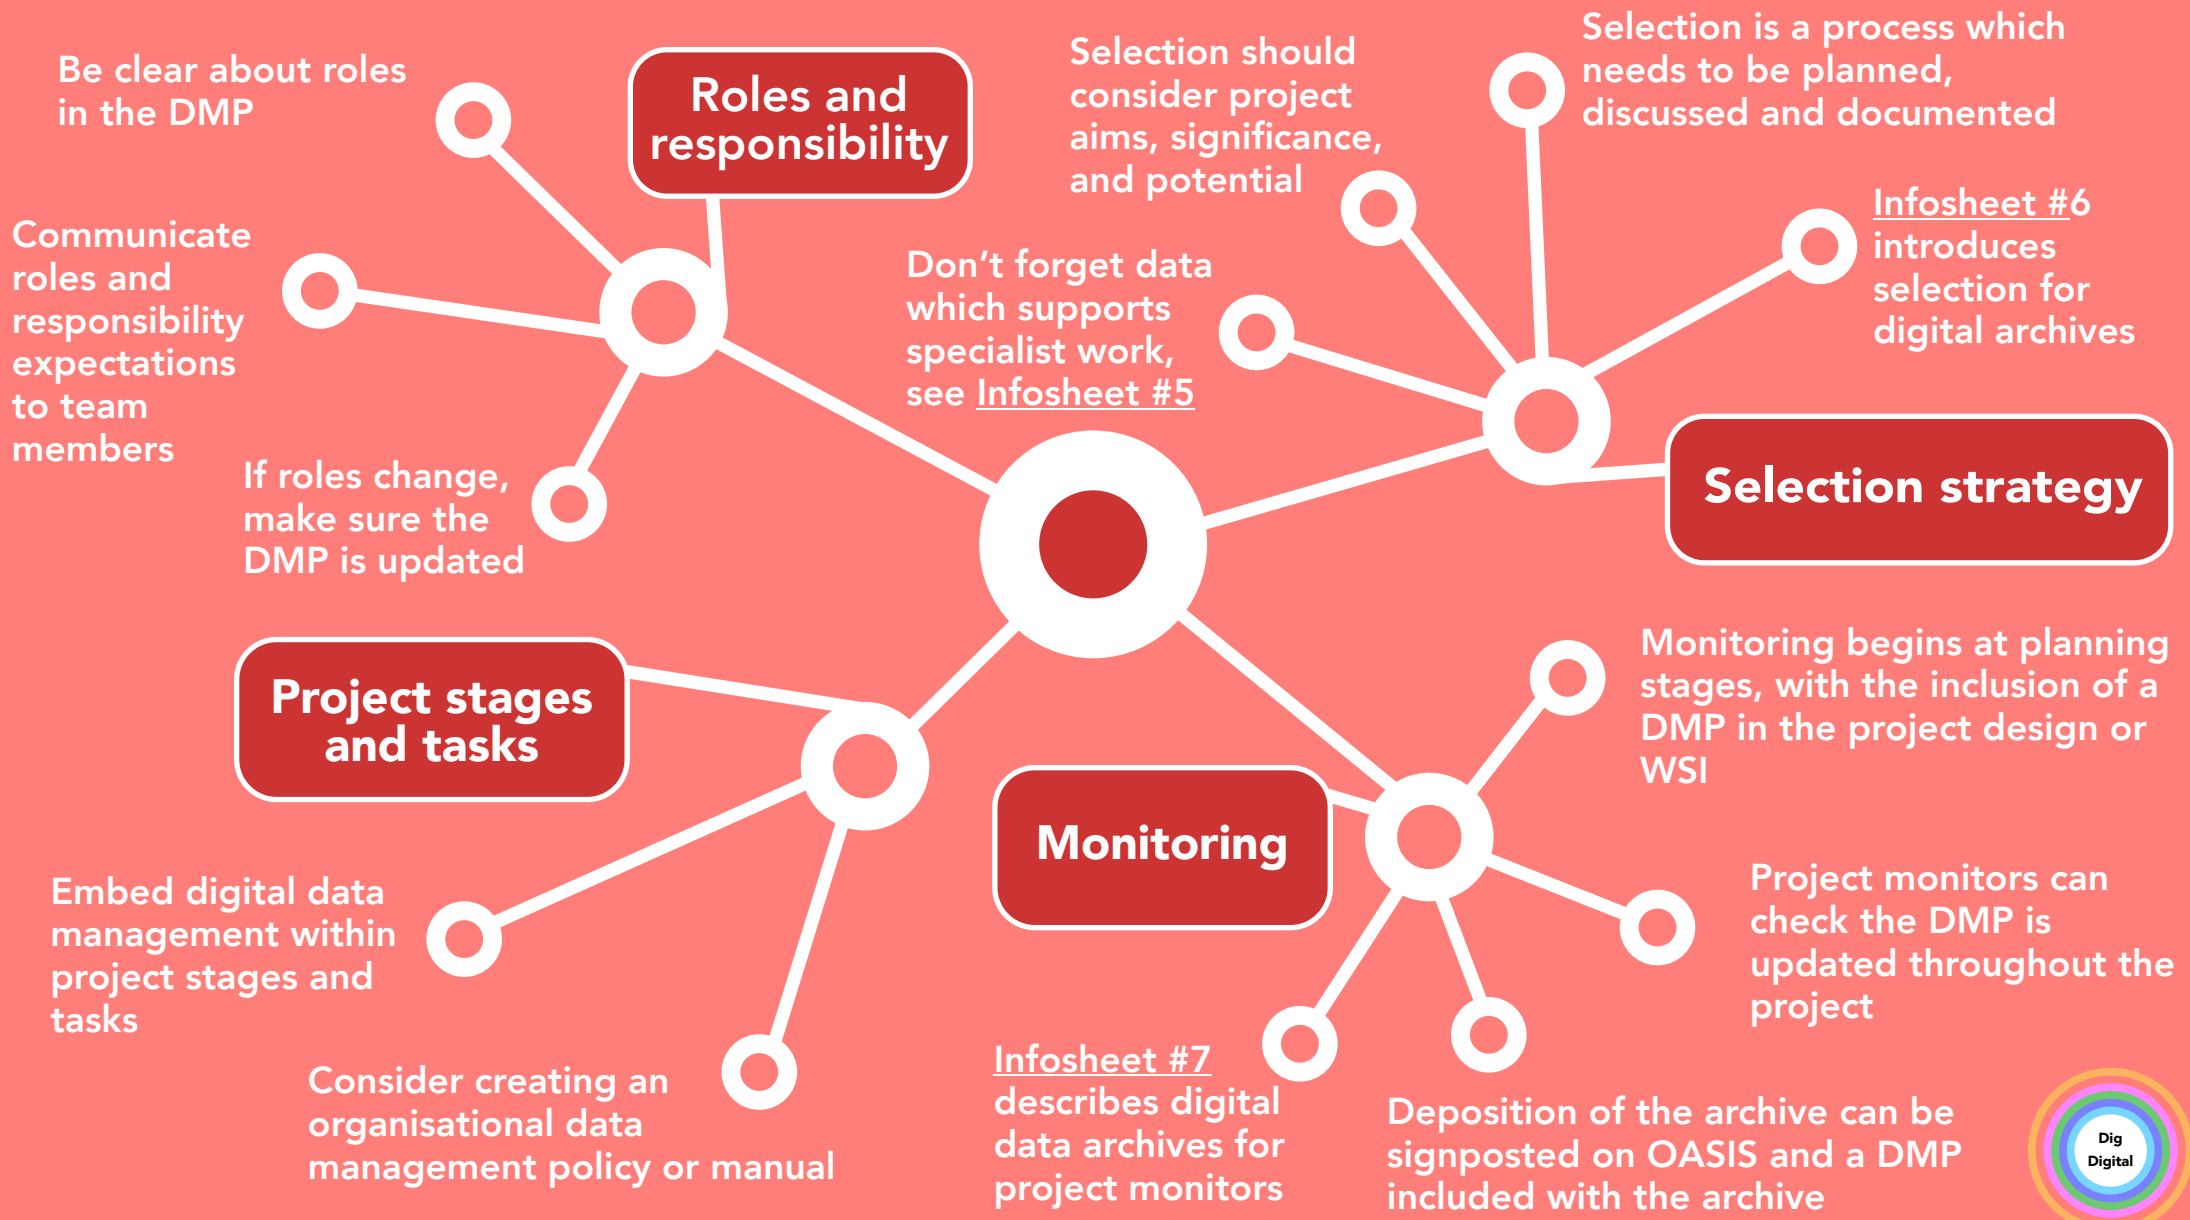 Be clear about roles
in the DMP
Roles and
responsibility
Communicate
roles and
responsibility
expectations
to team
members
If roles change,
make sure the
DMP is updated
Selection should
consider project
aims, significance,
and potential
Selection is a process which
needs to be planned,
discussed and documented
Don't forget data
which supports
specialist work,
see Infosheet #5
Infosheet #6
introduces
selection for
digital archives
Selection strategy
Project stages
and tasks
Embed digital data
management within
project stages and
tasks
Consider creating an
organisational data
management policy or manual
Monitoring
Monitoring begins at planning
stages, with the inclusion of a
DMP in the project design or
WSI
Project monitors can
check the DMP is
updated throughout the
project
Infosheet #7
describes digital
data archives for
project monitors
Deposition of the archive can be
signposted on OASIS and a DMP
included with the archive
Dig
Digital